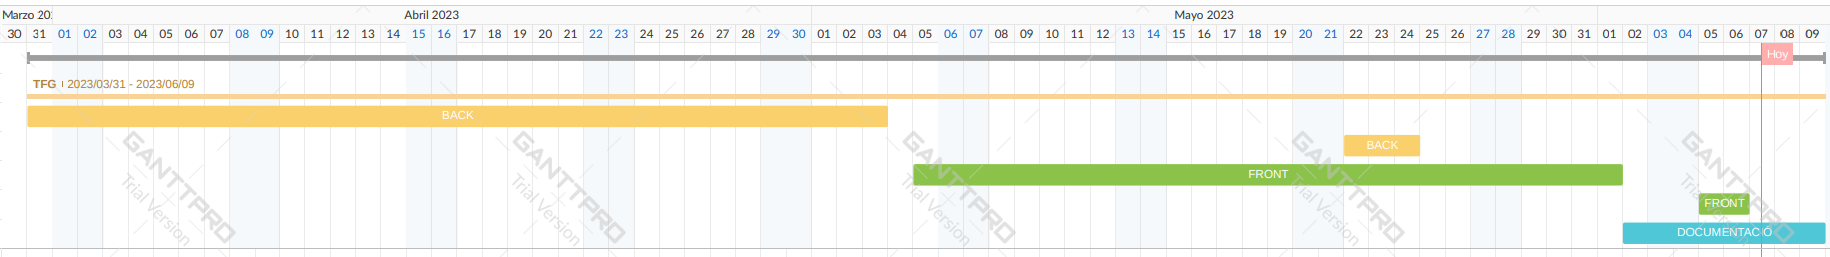 Marzo 20
Abril 2023
Mayo 2023
30 31 01 02 03 04 05 06 07 08 09 10 11 12 13 14 15 16 17 18 19 20 21 22 23 24 25 26 27 28 29 30 01 02 03 04 05 06 07 08 09 10 11 12 13 14 15 16 17 18 19 20 21 22 23 24 25 26 27 28 29 30 31 01 02 03 04 05 06 07 08 09
Hoy
TFG 2023/03/31 - 2023/06/09
BACK
BACK
FRONT
FRONT
DOCUMENTACIÓ
GANTTPRO
Trial Version
GANTTPRO
Trial Version
GANTTPRO
Trial Version
GANTTPRO
Trial Version
GANTTPRO
Trial Version